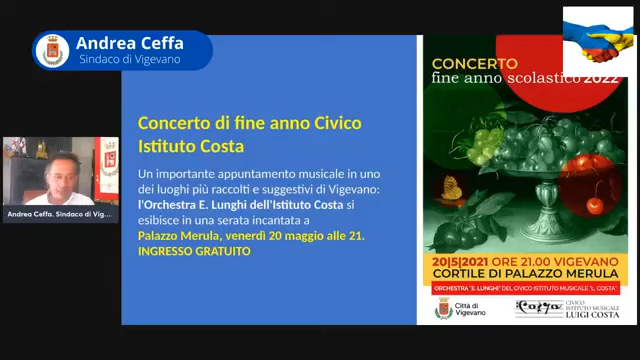 Andrea Ceffa
Sindaco di Vigevano
Andrea Ceffa. Sindaco di Vig...
Concerto di fine anno Civico
Istituto Costa
Un importante appuntamento musicale in uno
dei luoghi più raccolti e suggestivi di Vigevano:
l'Orchestra E. Lunghi dell'Istituto Costa si
esibisce in una serata incantata a
Palazzo Merula, venerdì 20 maggio alle 21.
INGRESSO GRATUITO
CONCERTO
fine anno scolastico 2022
20|5|2021 ORE 21.00 VIGEVANO
CORTILE DI PALAZZO MERULA
ORCHESTRA "E. LUNGHI" DEL CIVICO ISTITUTO MUSICALE "L. COSTA"
Città di
Vigevano
Costa
CIVICO
ISTITUTO MUSICALE
LUIGI COSTA